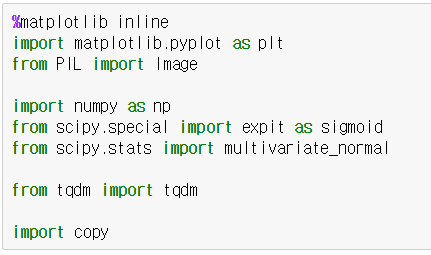 %matplotlib inline
import matplotlib.pyplot as plt
from PIL import Image
import numpy as np
from scipy.special import expit as sigmoid
from scipy.stats import multivariate_normal
from tqdm import tqdm
import copy